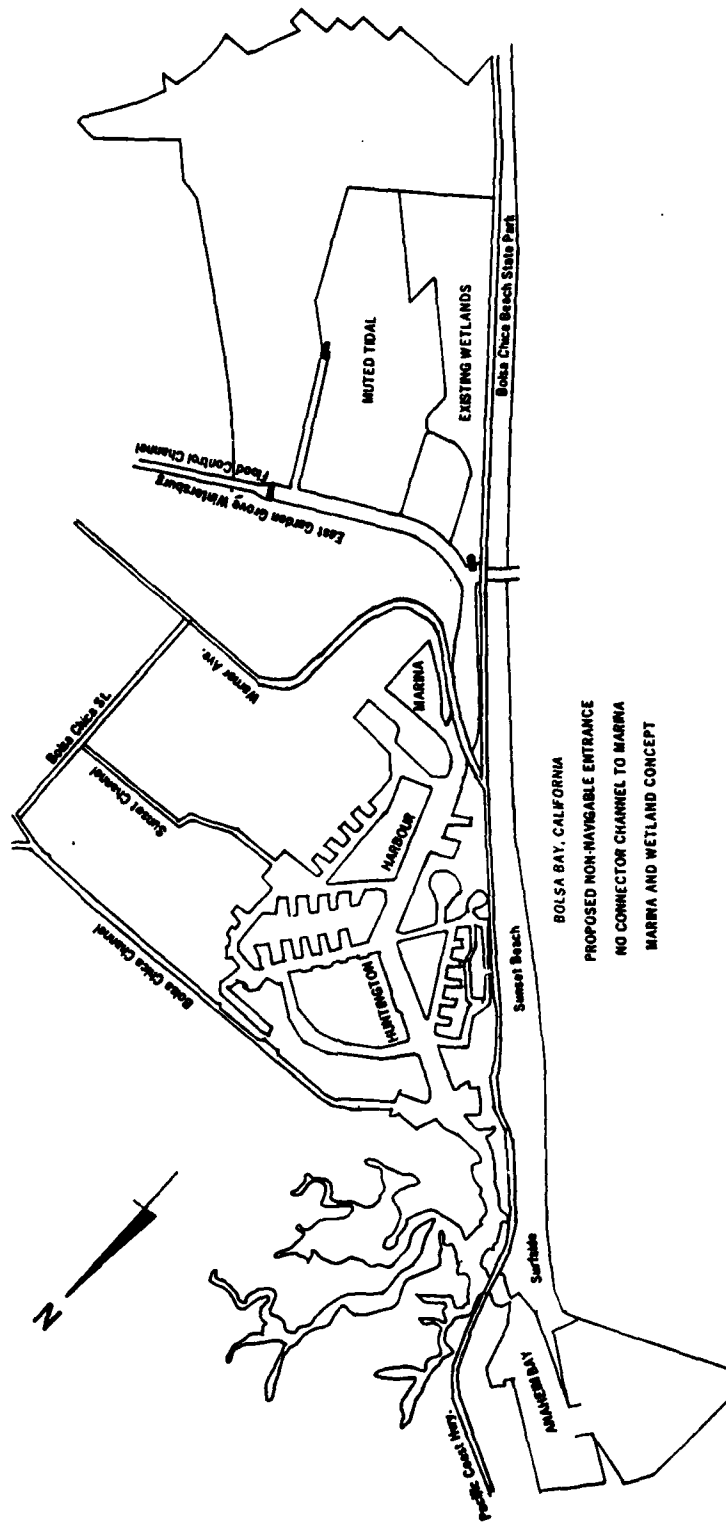 N
Bolsa Chica St.
Sunset Channel
Bolsa Chica Channel
Warner Ave.
East Garden Grove Wintersburg
Flood Control Channel
MUTED TIDAL
EXISTING WETLANDS
MARINA
HARBOUR
HUNTINGTON
Bolsa Chica Beach State Park
Sunset Beach
Surfside
Pacific Coast Hwy.
ANAHEIM BAY
BOLSA BAY, CALIFORNIA
PROPOSED NON-NAVIGABLE ENTRANCE
NO CONNECTOR CHANNEL TO MARINA
MARINA AND WETLAND CONCEPT